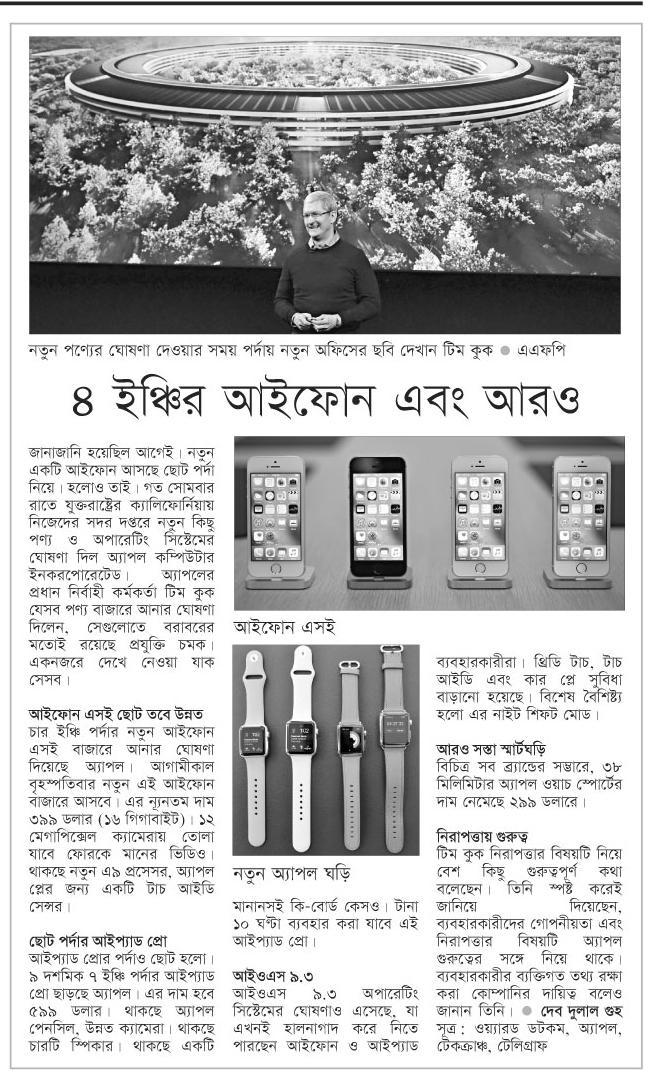 নতুন পণ্যের ঘোষণা দেওয়ার সময় পর্দায় নতুন অফিসের ছবি দেখান টিম কুক ● এএফপি
৪ ইঞ্চির আইফোন এবং আরও
জানাজানি হয়েছিল আগেই। নতুন
একটি আইফোন আসছে ছোট পর্দা
নিয়ে। হলোও তাই। গত সোমবার
রাতে যুক্তরাষ্ট্রের ক্যালিফোর্নিয়ায়
নিজেদের সদর দপ্তরে নতুন কিছু
পণ্য ও অপারেটিং সিস্টেমের
ঘোষণা দিল অ্যাপল কম্পিউটার
ইনকরপোরেটেড। অ্যাপলের
প্রধান নির্বাহী কর্মকর্তা টিম কুক
যেসব পণ্য বাজারে আনার ঘোষণা
দিলেন, সেগুলোতে বরাবরের
মতোই রয়েছে প্রযুক্তি চমক।
একনজরে দেখে নেওয়া যাক
সেসব।
আইফোন এসই ছোট তবে উন্নত
চার ইঞ্চি পর্দার নতুন আইফোন
এসই বাজারে আনার ঘোষণা
দিয়েছে অ্যাপল। আগামীকাল
বৃহস্পতিবার নতুন এই আইফোন
বাজারে আসবে। এর ন্যূনতম দাম
৩৯৯ ডলার (১৬ গিগাবাইট)। ১২
মেগাপিক্সেল ক্যামেরায় তোলা
যাবে ফোরকে মানের ভিডিও।
থাকছে নতুন এ৯ প্রসেসর, অ্যাপল
প্লের জন্য একটি টাচ আইডি
সেন্সর।
ছোট পর্দার আইপ্যাড প্রো
আইপ্যাড প্রোর পর্দাও ছোট হলো।
৯ দশমিক ৭ ইঞ্চি পর্দার আইপ্যাড
প্রো ছাড়ছে অ্যাপল। এর দাম হবে
৫৯৯ ডলার। থাকছে অ্যাপল
পেনসিল, উন্নত ক্যামেরা। থাকছে
চারটি স্পিকার। থাকছে একটি
আইফোন এসই
নতুন অ্যাপল ঘড়ি
মানানসই কি-বোর্ড কেসও। টানা
১০ ঘণ্টা ব্যবহার করা যাবে এই
আইপ্যাড প্রো।
আইওএস ৯.৩
আইওএস ৯.৩ অপারেটিং
সিস্টেমের ঘোষণাও এসেছে, যা
এখনই হালনাগাদ করে নিতে
পারছেন আইফোন ও আইপ্যাড
ব্যবহারকারীরা। থ্রিডি টাচ, টাচ
আইডি এবং কার প্লে সুবিধা
বাড়ানো হয়েছে। বিশেষ বৈশিষ্ট্য
হলো এর নাইট শিফট মোড।
আরও সস্তা স্মার্টঘড়ি
বিচিত্র সব ব্র্যান্ডের সম্ভারে, ৩৮
মিলিমিটার অ্যাপল ওয়াচ স্পোর্টের
দাম নেমেছে ২৯৯ ডলারে।
নিরাপত্তায় গুরুত্ব
টিম কুক নিরাপত্তার বিষয়টি নিয়ে
বেশ কিছু গুরুত্বপূর্ণ কথা
বলেছেন। তিনি স্পষ্ট করেই
জানিয়ে দিয়েছেন,
ব্যবহারকারীদের গোপনীয়তা এবং
নিরাপত্তার বিষয়টি অ্যাপল
গুরুত্বের সঙ্গে নিয়ে থাকে।
ব্যবহারকারীর ব্যক্তিগত তথ্য রক্ষা
করা কোম্পানির দায়িত্ব বলেও
জানান তিনি। ● দেব দুলাল গুহ
সূত্র: ওয়্যারড ডটকম, অ্যাপল,
টেকক্রাঞ্চ, টেলিগ্রাফ